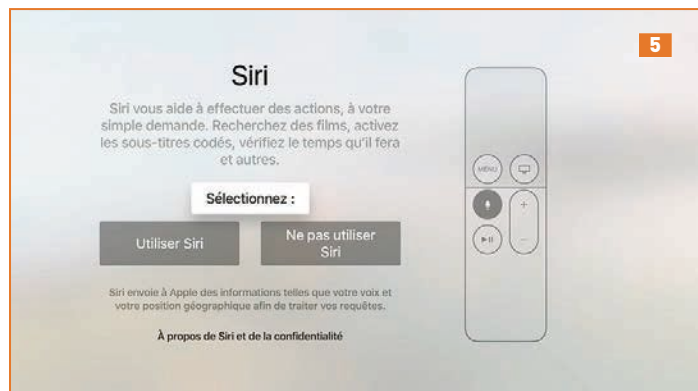 5
Siri
Siri vous aide à effectuer des actions, à votre
simple demande. Recherchez des films, activez
les sous-titres codés, vérifiez le temps qu'il fera
et autres.
Sélectionnez :
Utiliser Siri
Ne pas utiliser
Siri
Siri envoie à Apple des informations telles que votre voix et
votre position géographique afin de traiter vos requêtes.
À propos de Siri et de la confidentialité
MENU